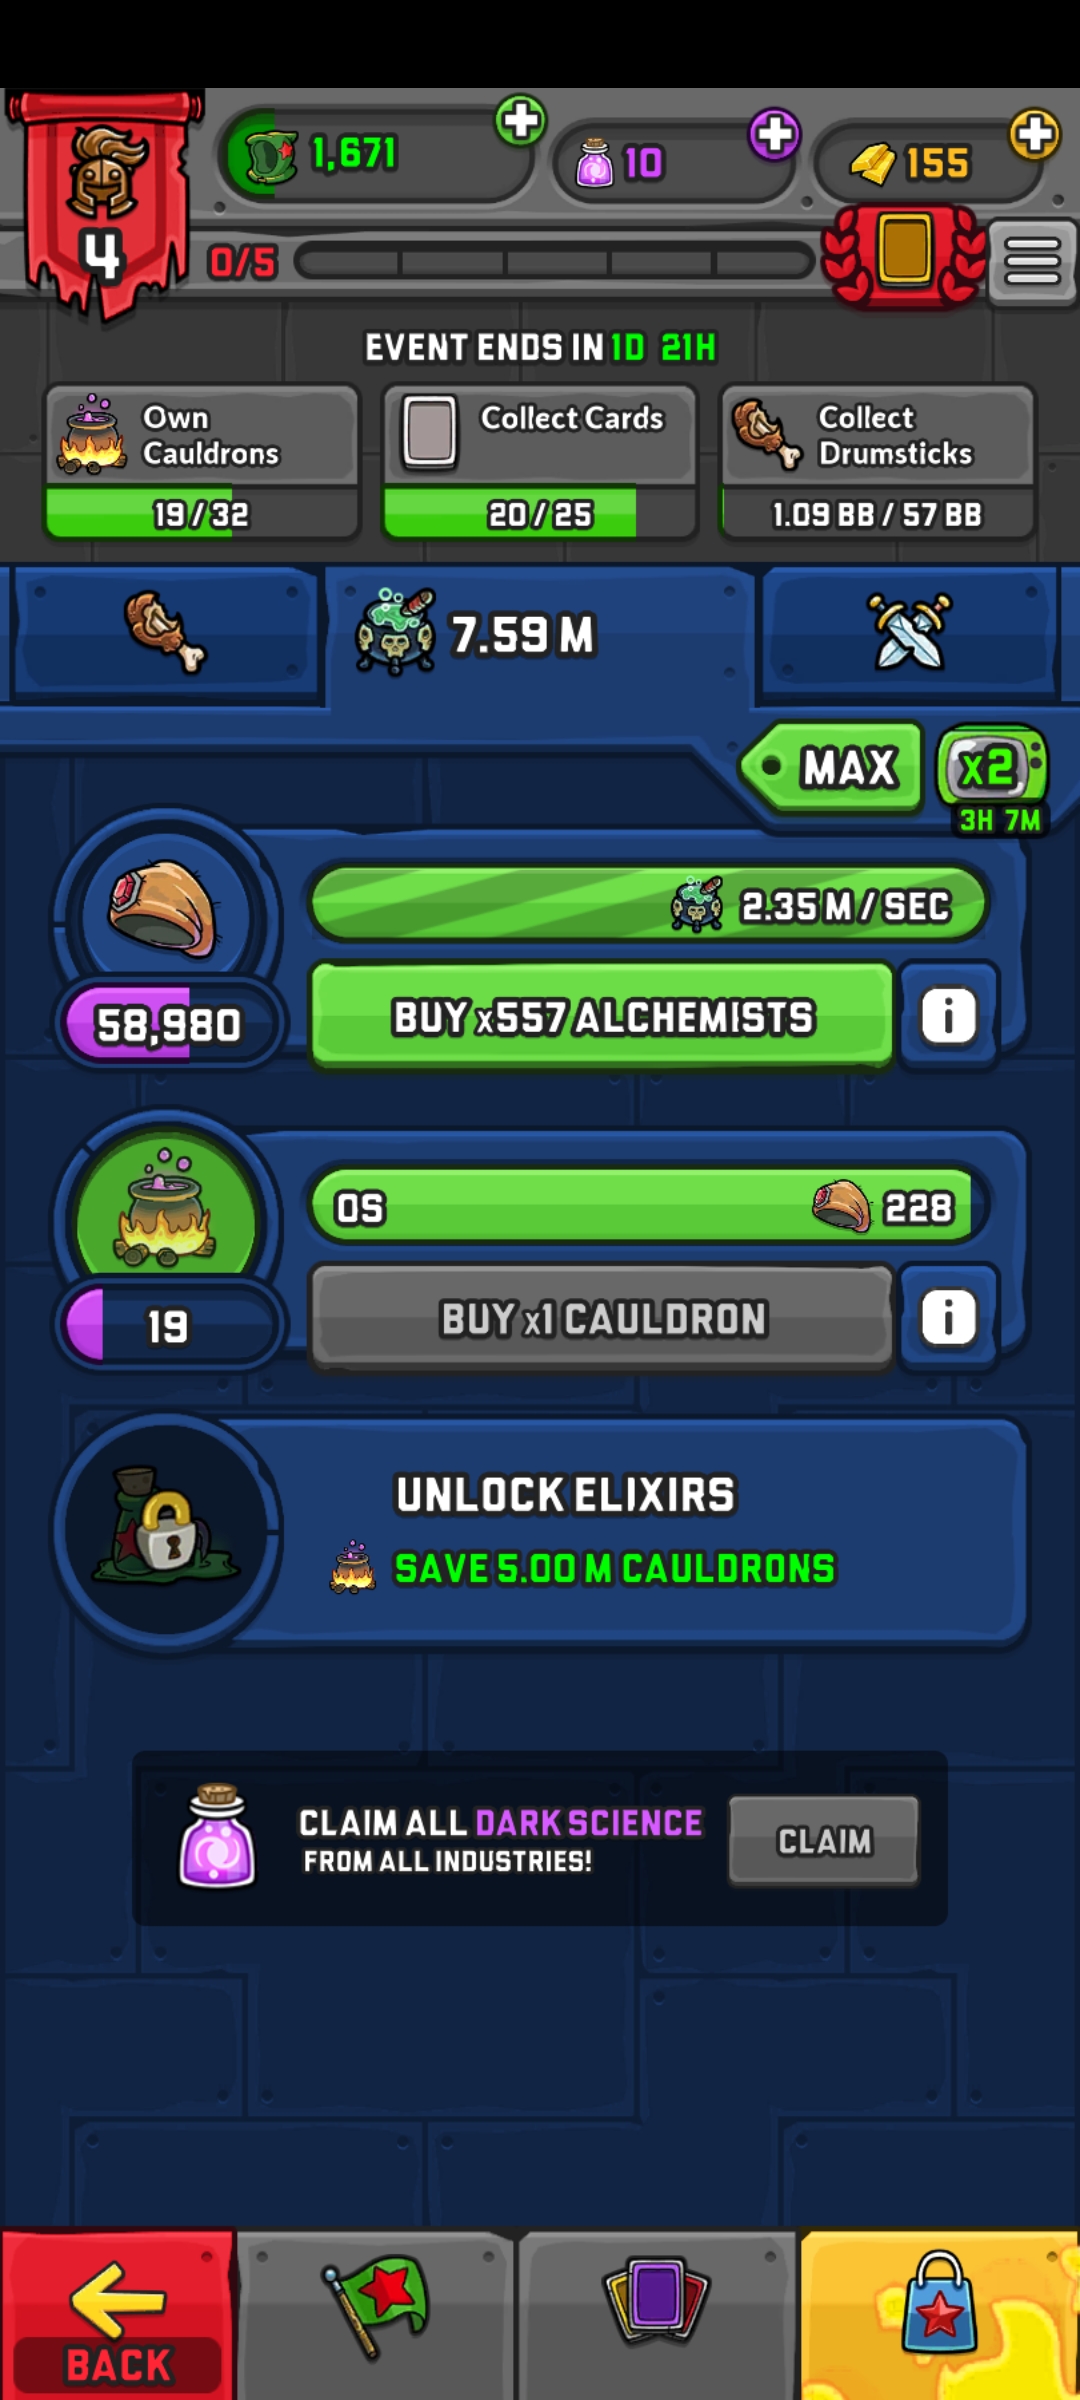 1,671
10
155
4
0/5
EVENT ENDS IN 1D 21H
Own
Cauldrons
19 / 32
Collect Cards
20 / 25
Collect
Drumsticks
1.09 BB / 57 BB
7.59 M
MAX
x2
3H 7M
2.35 M / SEC
58,980
BUY x557 ALCHEMISTS
i
0S
228
19
BUY x1 CAULDRON
i
UNLOCK ELIXIRS
SAVE 5.00 M CAULDRONS
CLAIM ALL DARK SCIENCE
FROM ALL INDUSTRIES!
CLAIM
BACK